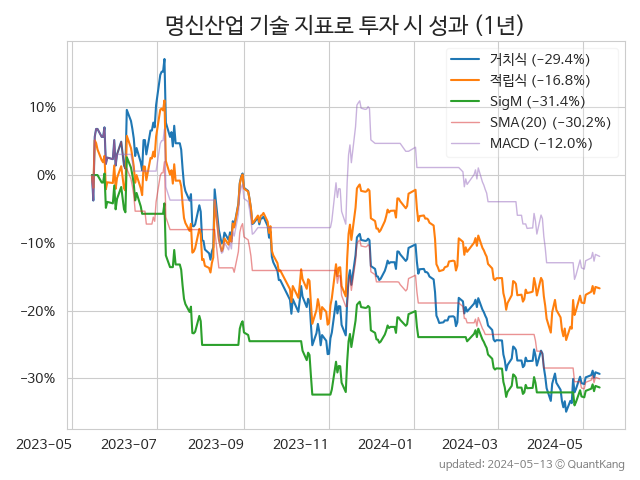 명신산업 기술 지표로 투자 시 성과 (1년)
거치식 (−29.4%)
적립식 (−16.8%)
SigM (−31.4%)
SMA(20) (−30.2%)
MACD (−12.0%)
10%
0%
−10%
−20%
−30%
2023-05 2023-07 2023-09 2023-11 2024-01 2024-03 2024-05
updated: 2024-05-13 © QuantKang